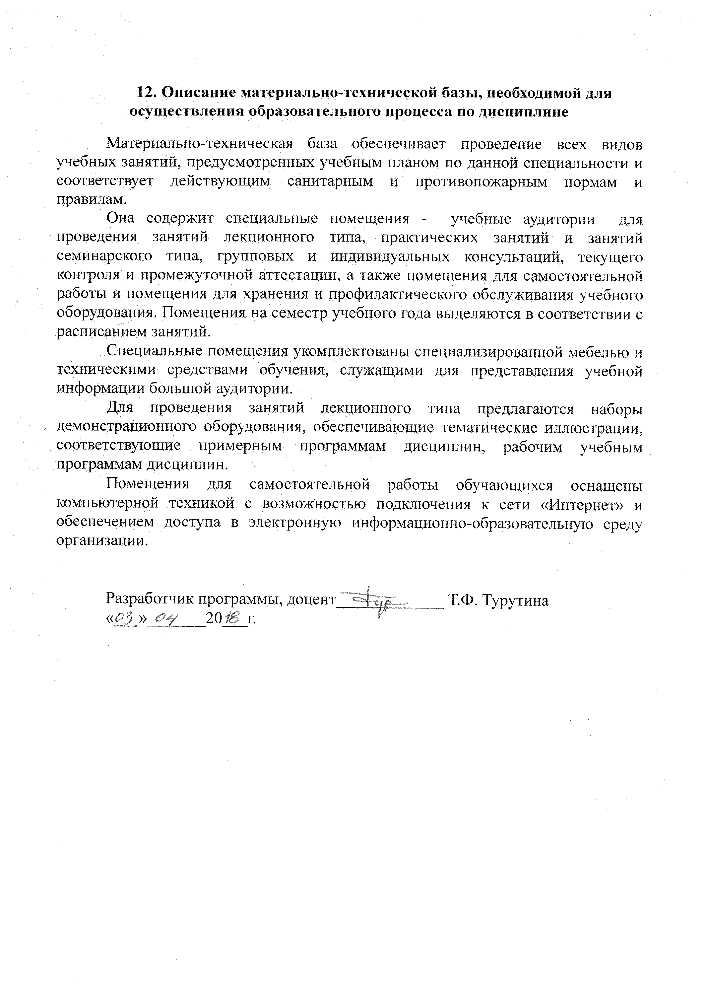 12. Описание материально-технической базы, необходимой для
осуществления образовательного процесса по дисциплине
Материально-техническая база обеспечивает проведение всех видов
учебных занятий, предусмотренных учебным планом по данной специальности и
соответствует действующим санитарным и противопожарным нормам и
правилам.
Она содержит специальные помещения - учебные аудитории для
проведения занятий лекционного типа, практических занятий и занятий
семинарского типа, групповых и индивидуальных консультаций, текущего
контроля и промежуточной аттестации, а также помещения для самостоятельной
работы и помещения для хранения и профилактического обслуживания учебного
оборудования. Помещения на семестр учебного года выделяются в соответствии с
расписанием занятий.
Специальные помещения укомплектованы специализированной мебелью и
техническими средствами обучения, служащими для представления учебной
информации большой аудитории.
Для проведения занятий лекционного типа предлагаются наборы
демонстрационного оборудования, обеспечивающие тематические иллюстрации,
соответствующие примерным программам дисциплин, рабочим учебным
программам дисциплин.
Помещения для самостоятельной работы обучающихся оснащены
компьютерной техникой с возможностью подключения к сети «Интернет» и
обеспечением доступа в электронную информационно-образовательную среду
организации.
Разработчик программы, доцент Т.Ф. Турутина
«03» 04 2018 г.